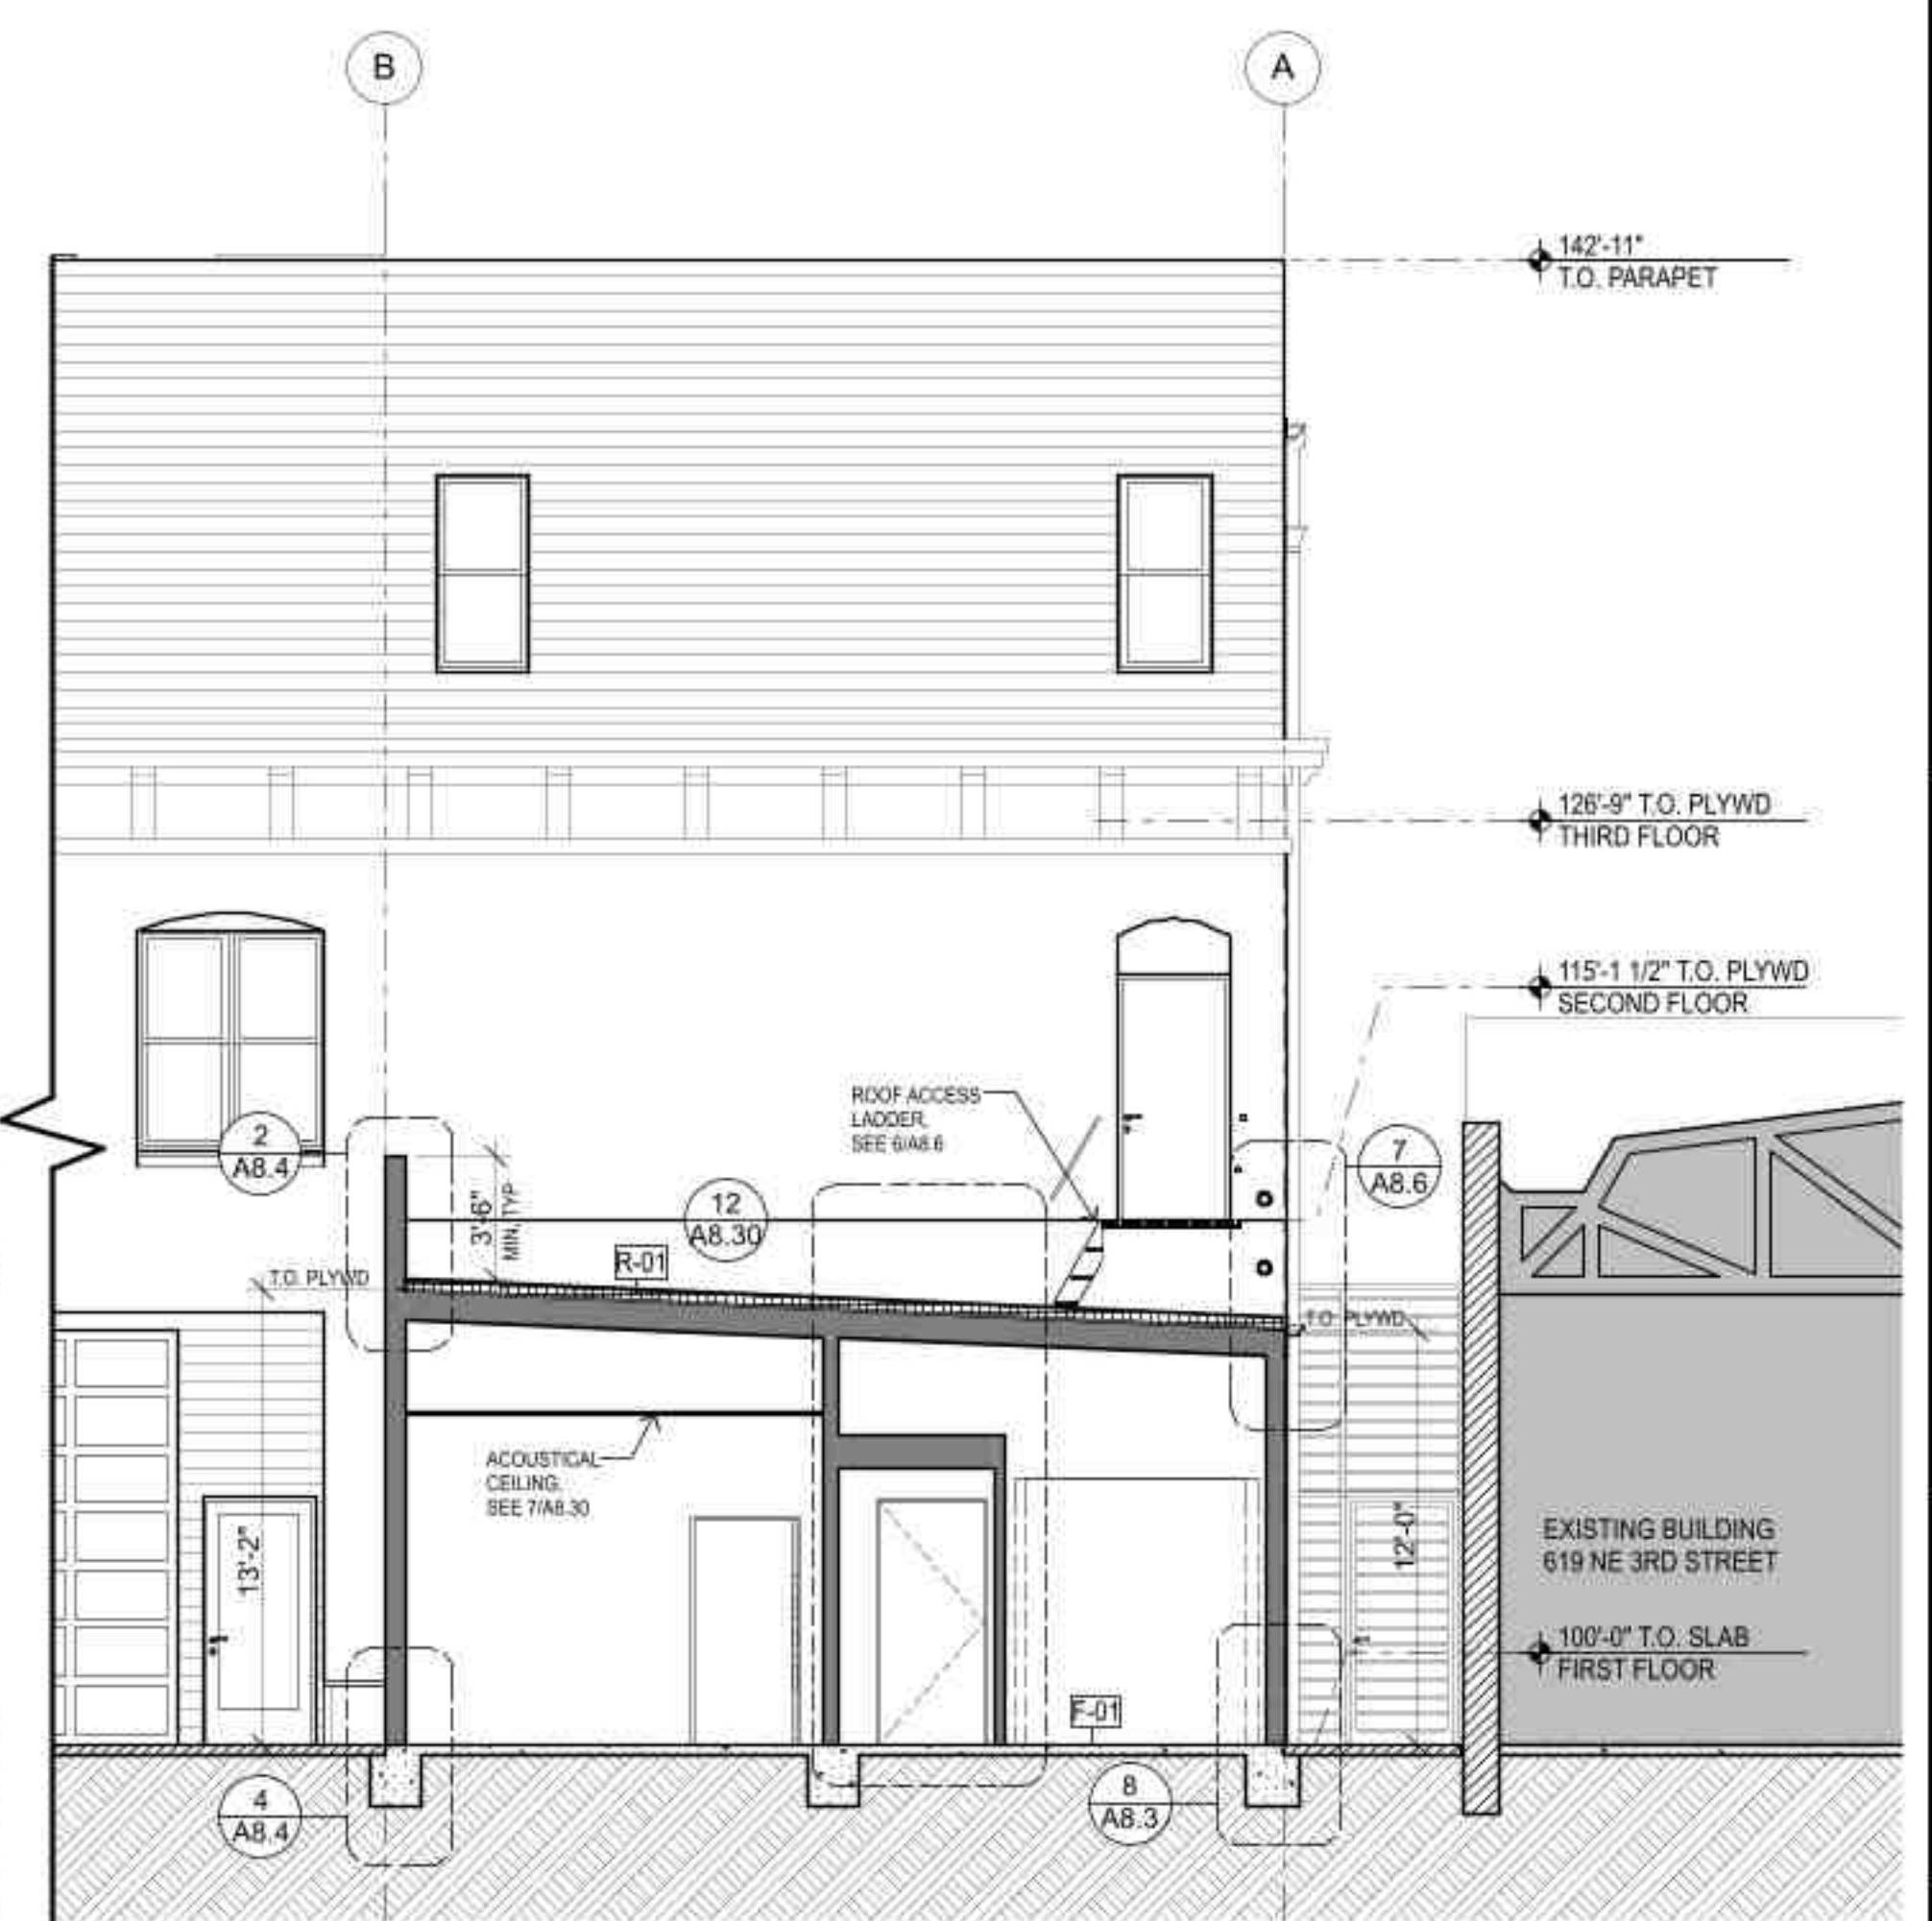 B
A
142'-11"
T.O. PARAPET
126'-9" T.O. PLYWD
THIRD FLOOR
115'-1 1/2" T.O. PLYWD
SECOND FLOOR
ROOF ACCESS
LADDER,
SEE 6/A8.6
2
A8.4
7
A8.6
12
A8.30
3'-6"
MIN, TYP
R-01
T.O. PLYWD
T.O. PLYWD
ACOUSTICAL
CEILING,
SEE 7/A8.30
13'-2"
12'-0"
EXISTING BUILDING
619 NE 3RD STREET
100'-0" T.O. SLAB
FIRST FLOOR
F-01
4
A8.4
8
A8.3